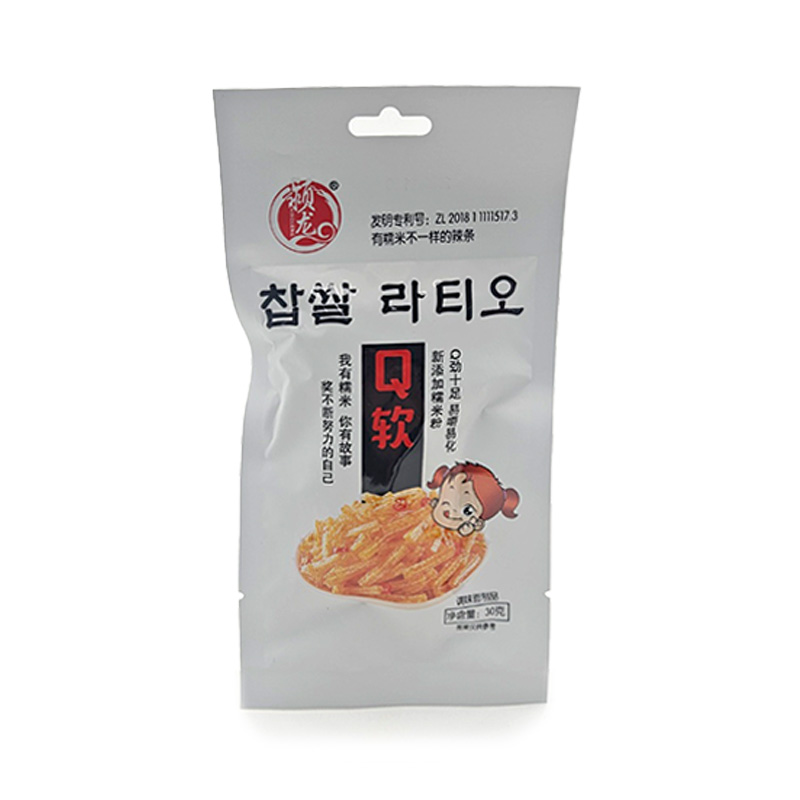 赖龙
®
发明专利号：ZL 2018 1 1111517.3
有糯米不一样的辣条
찹쌀 라티오
Q软
Q劲十足 易嚼易化
新添加糯米粉
我有糯米 你有故事
奖不断努力的自己
调味面制品
净含量：30克